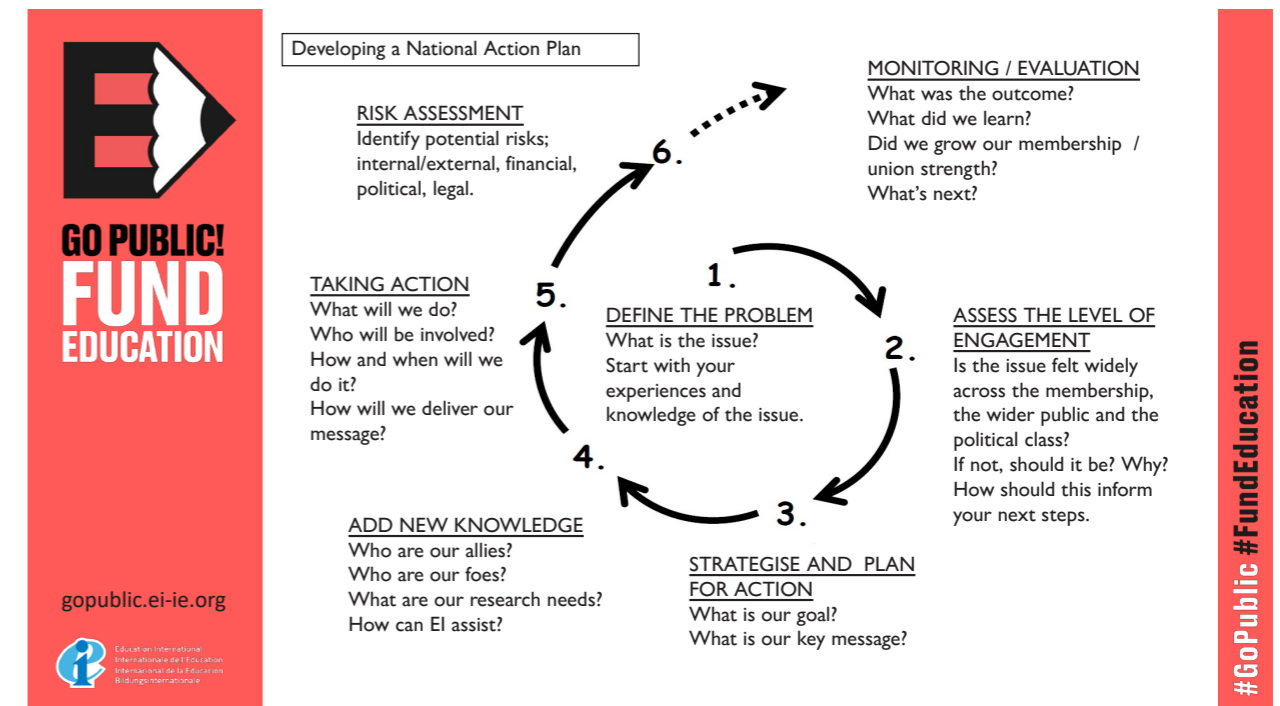 GO PUBLIC!
FUND
EDUCATION
gopublic.ei-ie.org
Education International
Internationale de l'Education
Internacional de la Educación
Bildungsinternationale
Developing a National Action Plan
1.
DEFINE THE PROBLEM
What is the issue?
Start with your
experiences and
knowledge of the issue.
2.
ASSESS THE LEVEL OF
ENGAGEMENT
Is the issue felt widely
across the membership,
the wider public and the
political class?
If not, should it be? Why?
How should this inform
your next steps.
3.
STRATEGISE AND PLAN
FOR ACTION
What is our goal?
What is our key message?
4.
ADD NEW KNOWLEDGE
Who are our allies?
Who are our foes?
What are our research needs?
How can EI assist?
5.
TAKING ACTION
What will we do?
Who will be involved?
How and when will we
do it?
How will we deliver our
message?
6.
RISK ASSESSMENT
Identify potential risks;
internal/external, financial,
political, legal.
MONITORING / EVALUATION
What was the outcome?
What did we learn?
Did we grow our membership /
union strength?
What's next?
#GoPublic #FundEducation